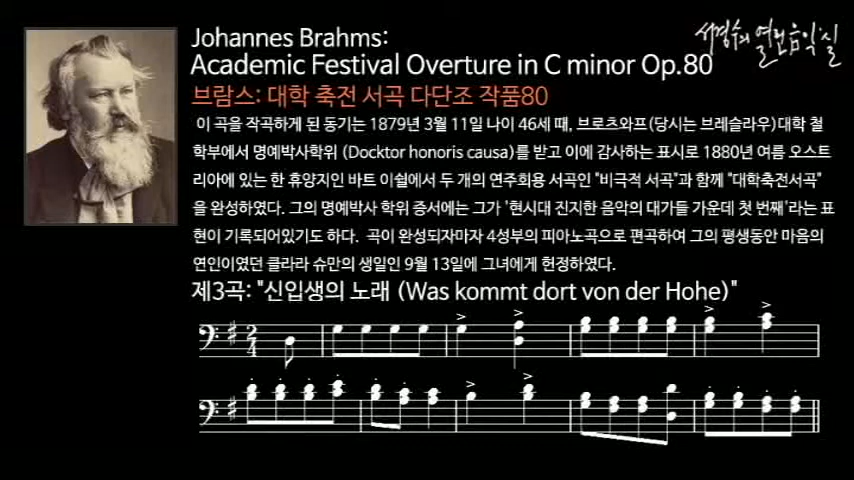 서경수의 열린음악실
Johannes Brahms:
Academic Festival Overture in C minor Op.80
브람스: 대학 축전 서곡 다단조 작품80
이 곡을 작곡하게 된 동기는 1879년 3월 11일 나이 46세 때, 브로츠와프(당시는 브레슬라우)대학 철
학부에서 명예박사학위 (Docktor honoris causa)를 받고 이에 감사하는 표시로 1880년 여름 오스트
리아에 있는 한 휴양지인 바트 이쉴에서 두 개의 연주회용 서곡인 "비극적 서곡"과 함께 "대학축전서곡"
을 완성하였다. 그의 명예박사 학위 증서에는 그가 '현시대 진지한 음악의 대가들 가운데 첫 번째'라는 표
현이 기록되어있기도 하다. 곡이 완성되자마자 4성부의 피아노곡으로 편곡하여 그의 평생동안 마음의
연인이였던 클라라 슈만의 생일인 9월 13일에 그녀에게 헌정하였다.
제3곡: "신입생의 노래 (Was kommt dort von der Hohe)"
2
4